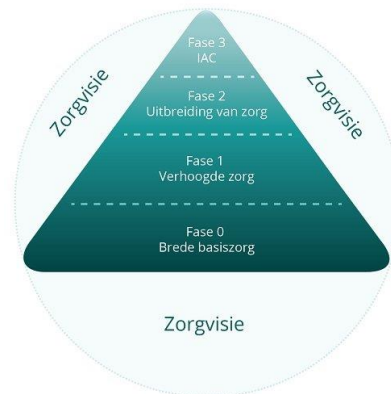 Fase 3
IAC
Zorgvisie
Zorgvisie
Fase 2
Uitbreiding van zorg
Fase 1
Verhoogde zorg
Fase 0
Brede basiszorg
Zorgvisie